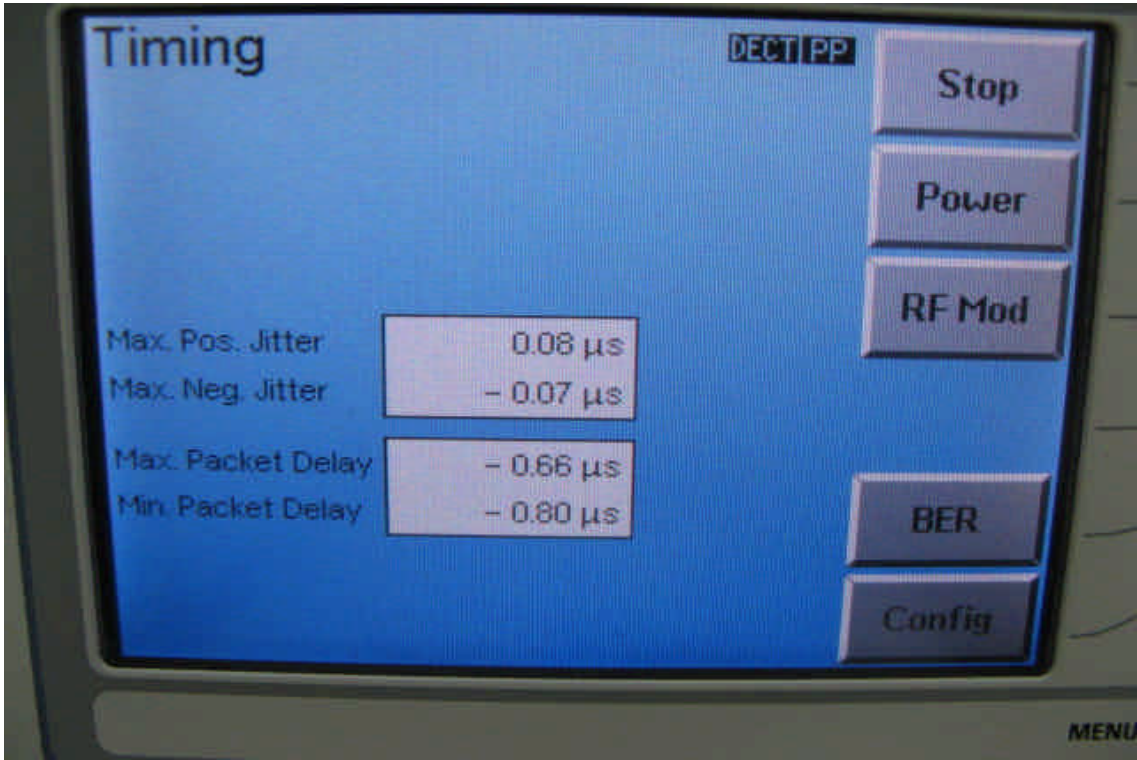 Timing
DECT PP
Stop
Power
RF Mod
Max. Pos. Jitter 0.08 µs
Max. Neg. Jitter – 0.07 µs
Max. Packet Delay – 0.66 µs
Min. Packet Delay – 0.80 µs
BER
Config
MENU